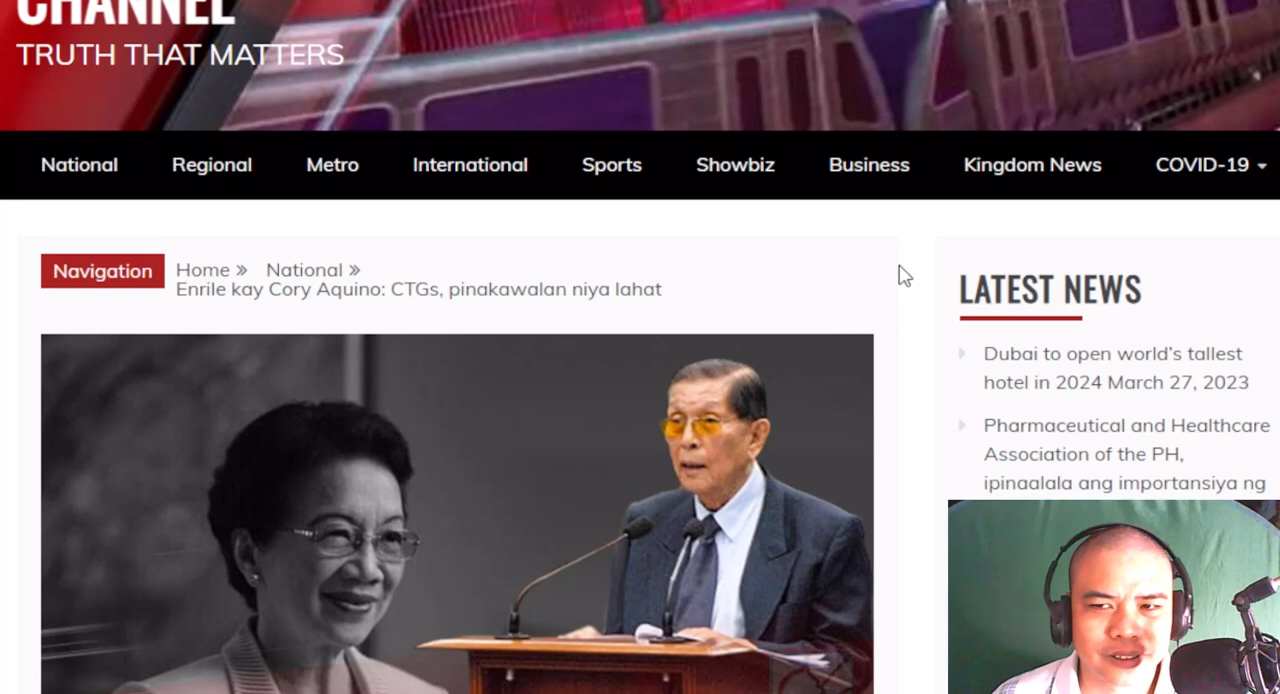 CHANNEL
TRUTH THAT MATTERS
National Regional Metro International Sports Showbiz Business Kingdom News COVID-19
Navigation Home » National »
Enrile kay Cory Aquino: CTGs, pinakawalan niya lahat
LATEST NEWS
Dubai to open world’s tallest
hotel in 2024 March 27, 2023
Pharmaceutical and Healthcare
Association of the PH,
ipinaalala ang importansiya ng